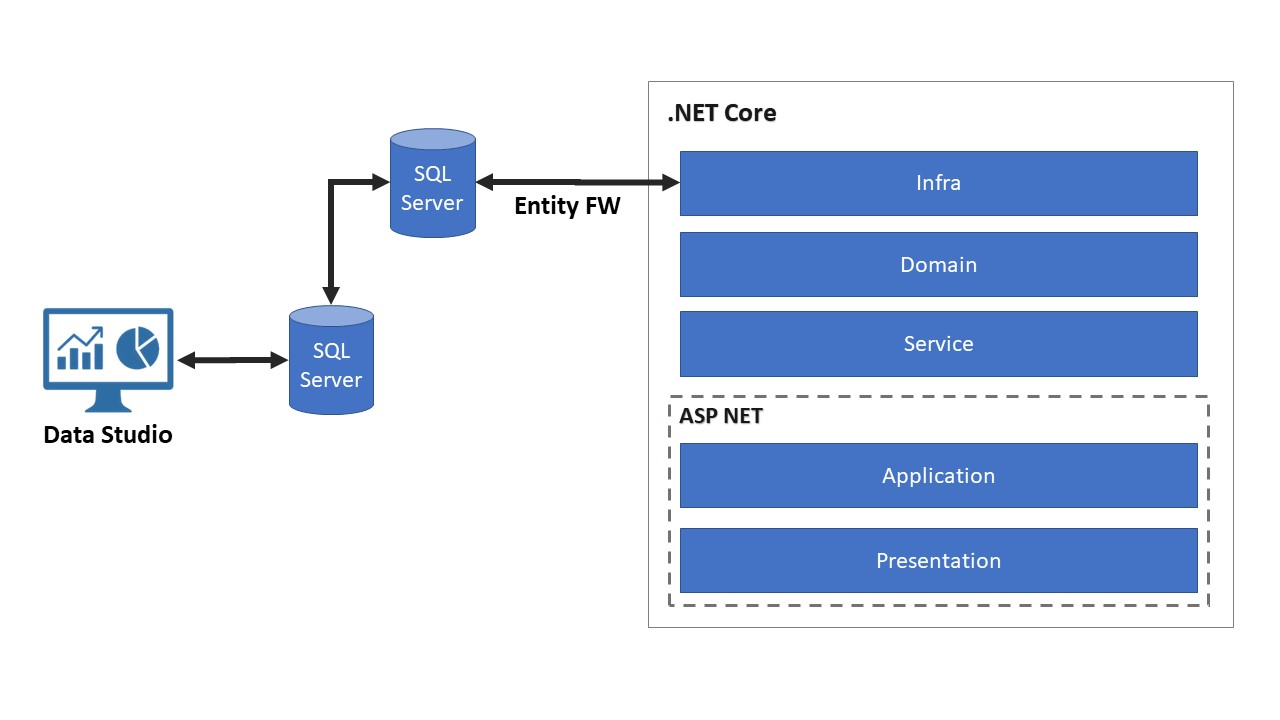 .NET Core
Infra
Domain
Service
ASP NET
Application
Presentation
SQL
Server
Entity FW
SQL
Server
Data Studio